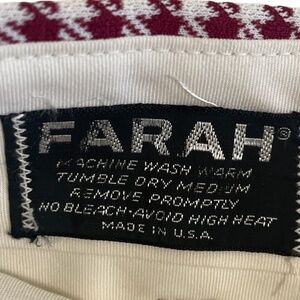 FARAH®
MACHINE WASH WARM
TUMBLE DRY MEDIUM
REMOVE PROMPTLY
NO BLEACH-AVOID HIGH HEAT
MADE IN U.S.A.